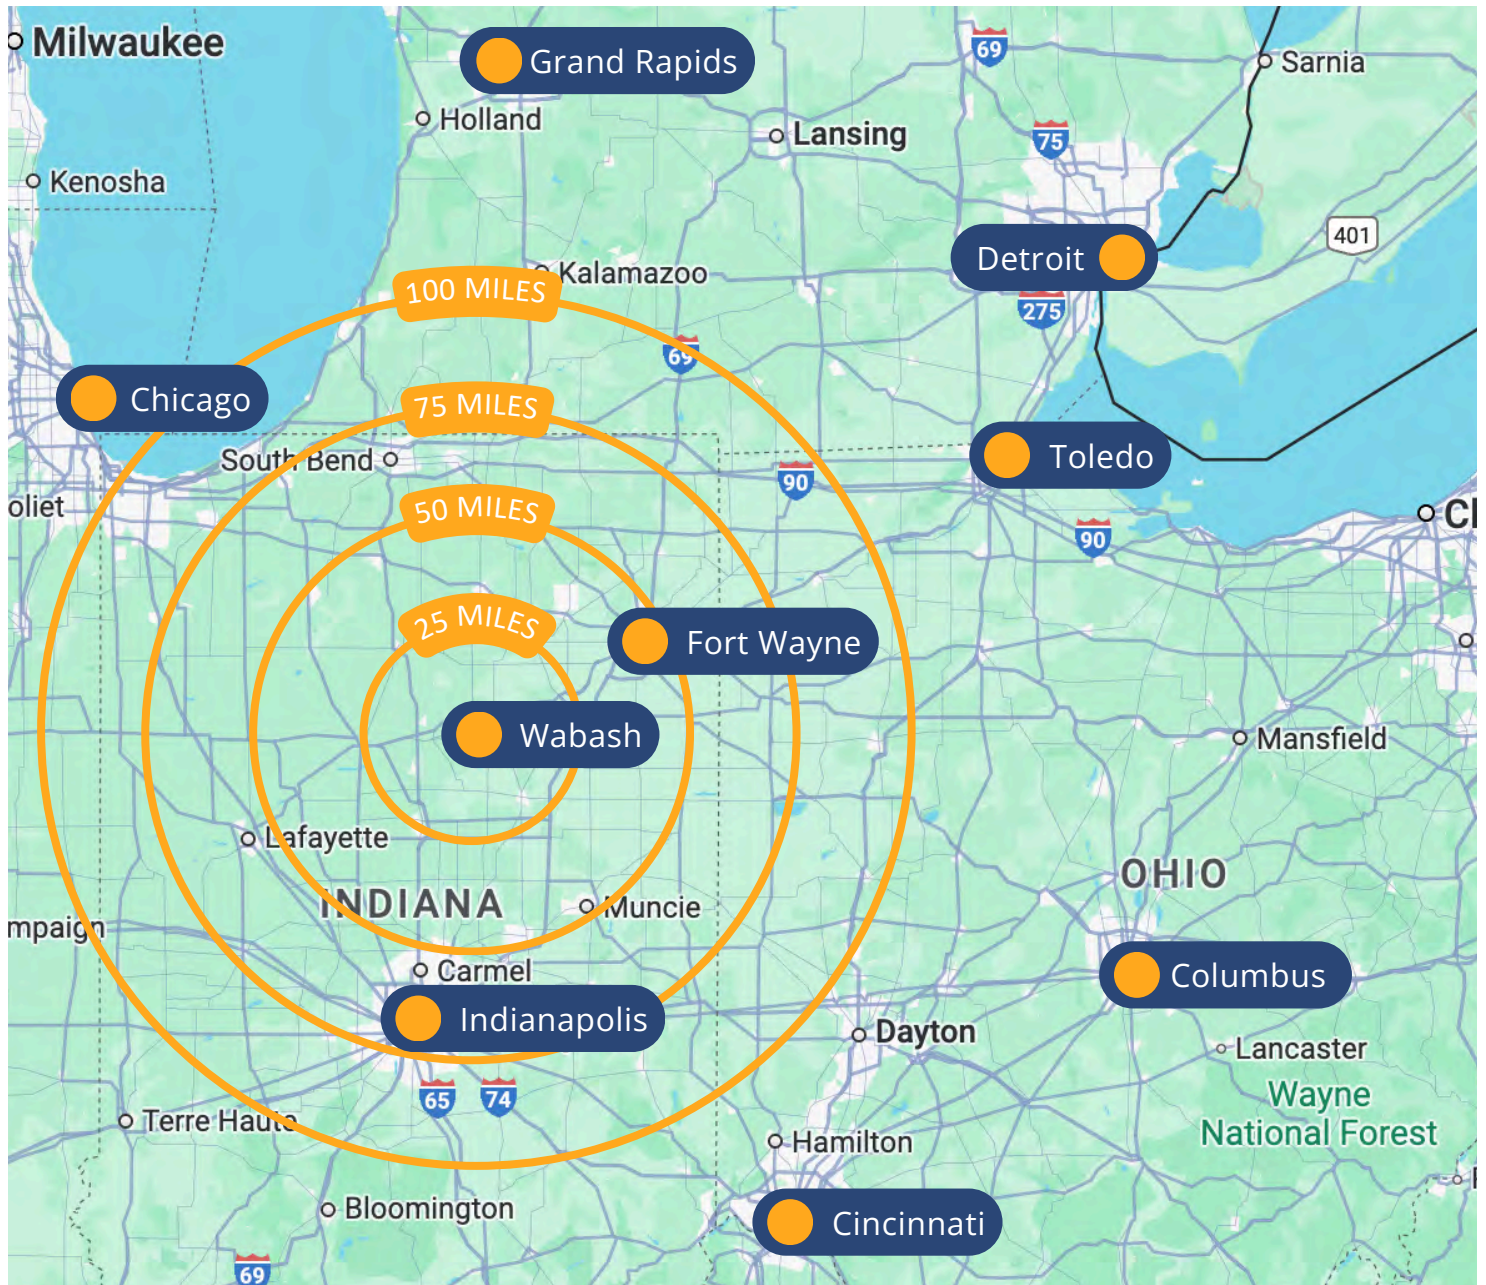 Milwaukee
Grand Rapids
69
Sarnia
Holland
Lansing
75
Kenosha
401
Detroit
Kalamazoo
100 MILES
275
69
Chicago
75 MILES
South Bend
Toledo
90
oliet
50 MILES
Cl
90
25 MILES
Fort Wayne
Wabash
Mansfield
Lafayette
OHIO
INDIANA
Muncie
mpaign
Carmel
Columbus
Indianapolis
Dayton
Lancaster
65
74
Wayne
National Forest
Terre Haute
Hamilton
Bloomington
Cincinnati
69